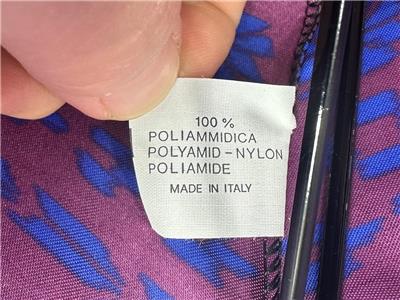 100 %
POLIAMMIDICA
POLYAMID - NYLON
POLIAMIDE
MADE IN ITALY